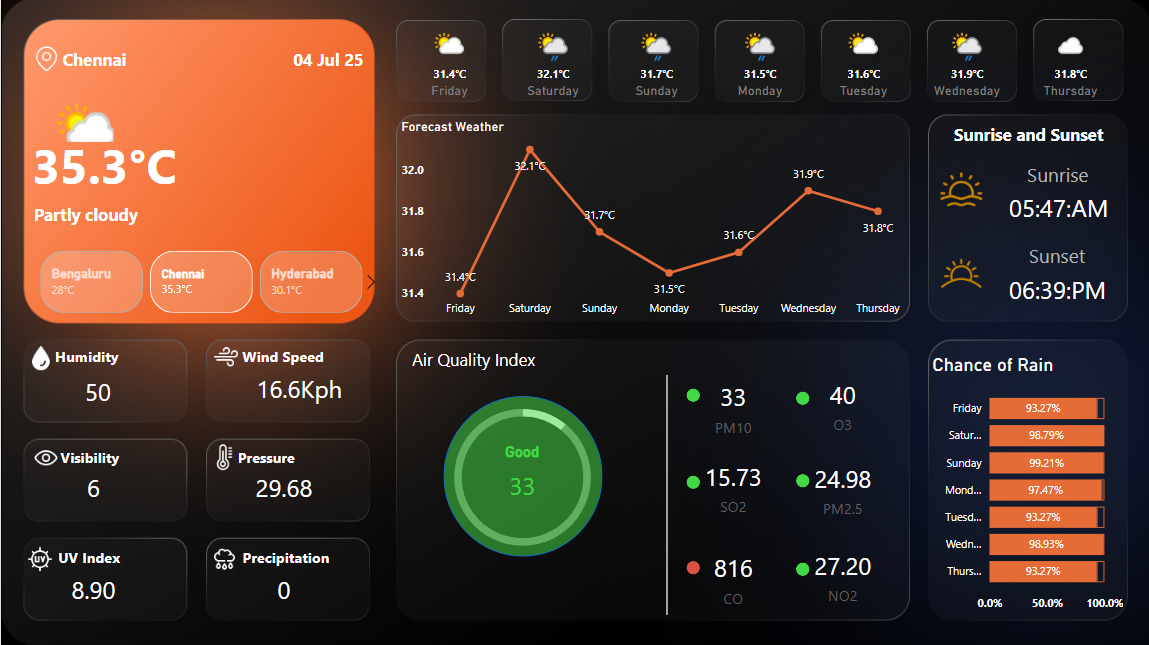 Chennai
04 Jul 25
35.3°C
Partly cloudy
Bengaluru
28°C
Chennai
35.3°C
Hyderabad
30.1°C
31.4°C
Friday
32.1°C
Saturday
31.7°C
Sunday
31.5°C
Monday
31.6°C
Tuesday
31.9°C
Wednesday
31.8°C
Thursday
Forecast Weather
32.0
31.8
31.6
31.4
31.4°C
32.1°C
31.7°C
31.5°C
31.6°C
31.9°C
31.8°C
Friday
Saturday
Sunday
Monday
Tuesday
Wednesday
Thursday
Sunrise and Sunset
Sunrise
05:47:AM
Sunset
06:39:PM
Humidity
50
Wind Speed
16.6Kph
Visibility
6
Pressure
29.68
UV
UV Index
8.90
Precipitation
0
Air Quality Index
Good
33
33
PM10
40
O3
15.73
SO2
24.98
PM2.5
816
CO
27.20
NO2
Chance of Rain
Friday 93.27%
Satur... 98.79%
Sunday 99.21%
Mond... 97.47%
Tuesd... 93.27%
Wedn... 98.93%
Thurs... 93.27%
0.0% 50.0% 100.0%